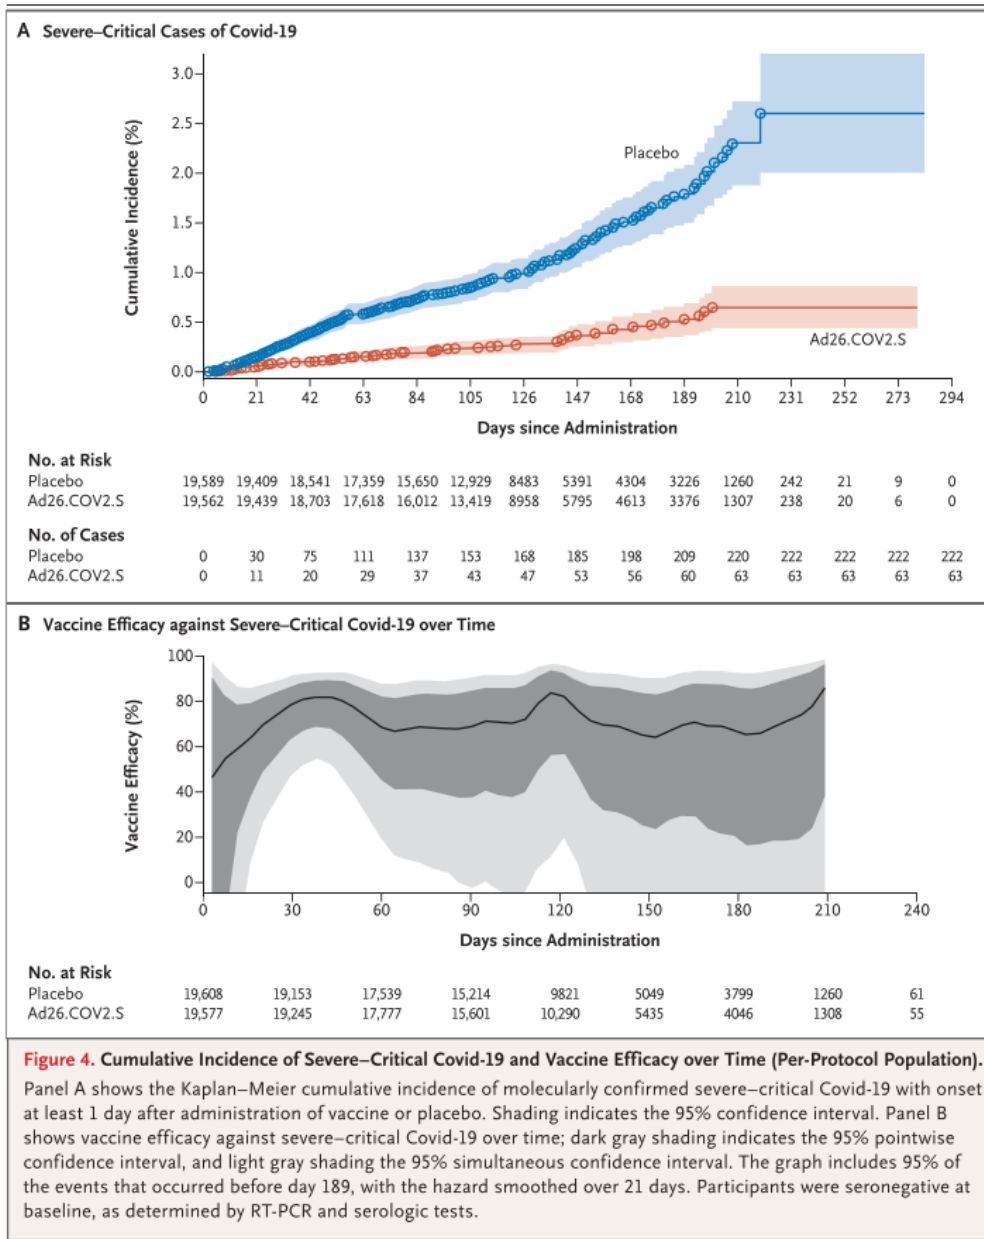 A Severe–Critical Cases of Covid-19
3.0
2.5
2.0
1.5
1.0
0.5
0.0
Cumulative Incidence (%)
Placebo
Ad26.COV2.S
0 21 42 63 84 105 126 147 168 189 210 231 252 273 294
Days since Administration
No. at Risk
Placebo 19,589 19,409 18,541 17,359 15,650 12,929 8483 5391 4304 3226 1260 242 21 9 0
Ad26.COV2.S 19,562 19,439 18,703 17,618 16,012 13,419 8958 5795 4613 3376 1307 238 20 6 0
No. of Cases
Placebo 0 30 75 111 137 153 168 185 198 209 220 222 222 222 222
Ad26.COV2.S 0 11 20 29 37 43 47 53 56 60 63 63 63 63 63
B Vaccine Efficacy against Severe–Critical Covid-19 over Time
100
80
60
40
20
0
Vaccine Efficacy (%)
0 30 60 90 120 150 180 210 240
Days since Administration
No. at Risk
Placebo 19,608 19,153 17,539 15,214 9821 5049 3799 1260 61
Ad26.COV2.S 19,577 19,245 17,777 15,601 10,290 5435 4046 1308 55
Figure 4. Cumulative Incidence of Severe–Critical Covid-19 and Vaccine Efficacy over Time (Per-Protocol Population).
Panel A shows the Kaplan–Meier cumulative incidence of molecularly confirmed severe–critical Covid-19 with onset
at least 1 day after administration of vaccine or placebo. Shading indicates the 95% confidence interval. Panel B
shows vaccine efficacy against severe–critical Covid-19 over time; dark gray shading indicates the 95% pointwise
confidence interval, and light gray shading the 95% simultaneous confidence interval. The graph includes 95% of
the events that occurred before day 189, with the hazard smoothed over 21 days. Participants were seronegative at
baseline, as determined by RT-PCR and serologic tests.